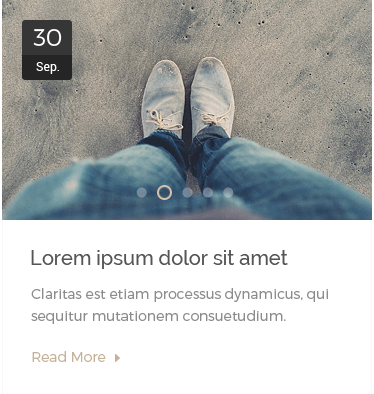 30
Sep.
Lorem ipsum dolor sit amet
Claritas est etiam processus dynamicus, qui
sequitur mutationem consuetudium.
Read More